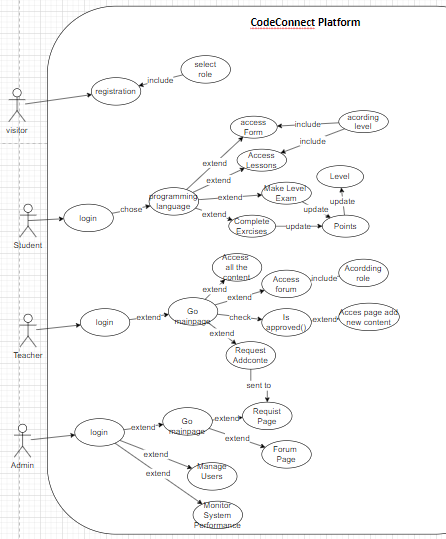 CodeConnect Platform
select
role
include
registration
visitor
access
Form
include
acording
level
include
extend
Access
Lessons
extend
Level
programming
language
extend
Make Level
Exam
update
update
login
chose
extend
Complete
Exrcises
update
Points
Student
Access
all the
content
extend
Access
forum
include
Acordding
role
extend
Go
mainpage
check
Is
approved()
extend
Acces page add
new content
login
extend
extend
Teacher
Request
Addconte
sent to
Go
mainpage
extend
Requist
Page
login
extend
extend
Forum
Page
Admin
extend
Manage
Users
extend
Monitor
System
Performance